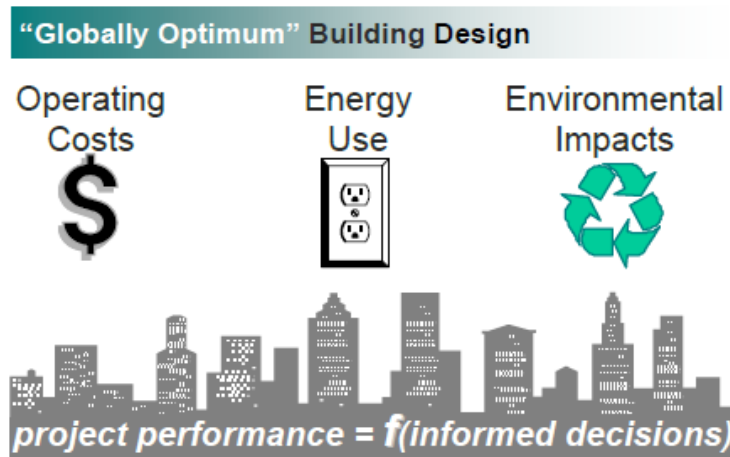 “Globally Optimum” Building Design
Operating Energy Environmental
Costs Use Impacts
$
project performance = f(informed decisions)